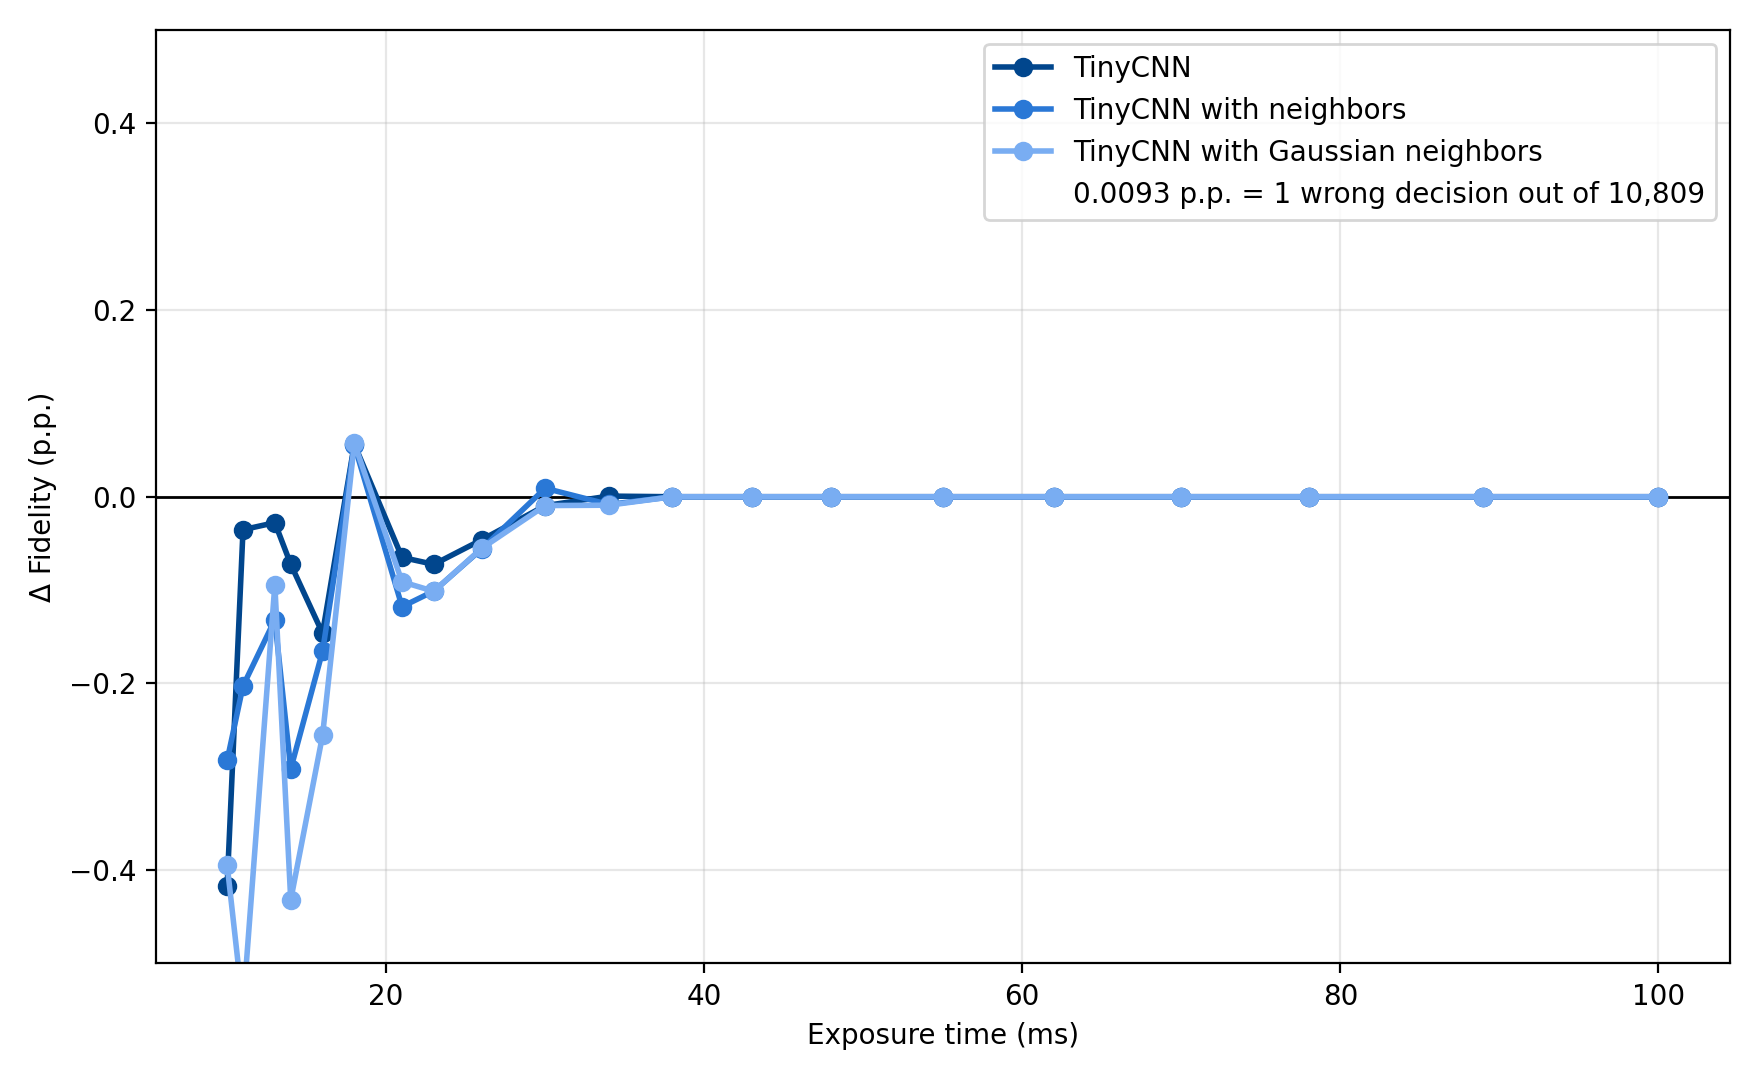 TinyCNN
TinyCNN with neighbors
TinyCNN with Gaussian neighbors
0.0093 p.p. = 1 wrong decision out of 10,809
0.4
0.2
0.0
−0.2
−0.4
Δ Fidelity (p.p.)
20 40 60 80 100
Exposure time (ms)